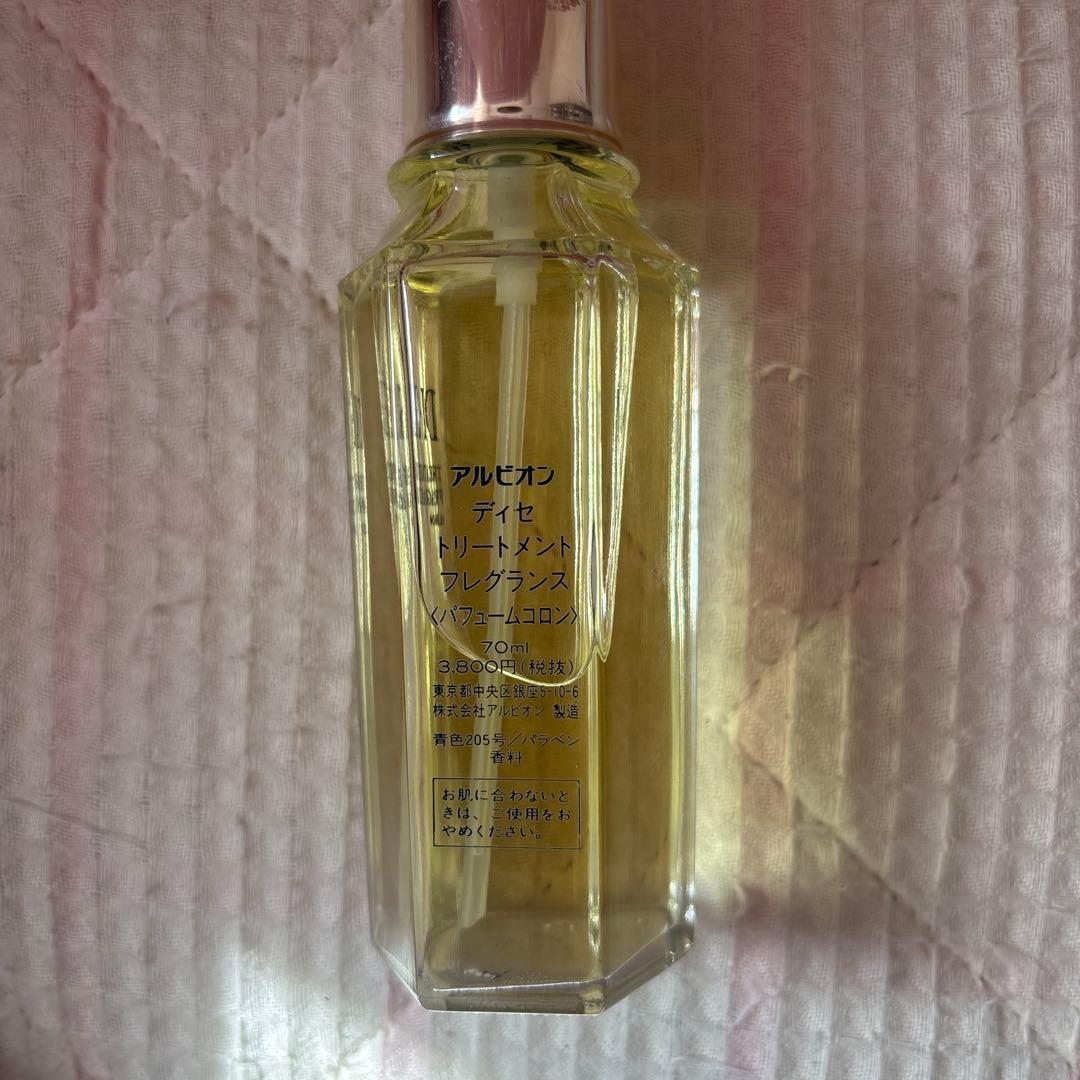 アルビオン
ディセ
トリートメント
フレグランス
〈パフュームコロン〉
70ml
3,800円(税抜)
東京都中央区銀座5-10-6
株式会社アルビオン 製造
青色205号/パラベン
香料
お肌に合わないと
きは、ご使用をお
やめください。